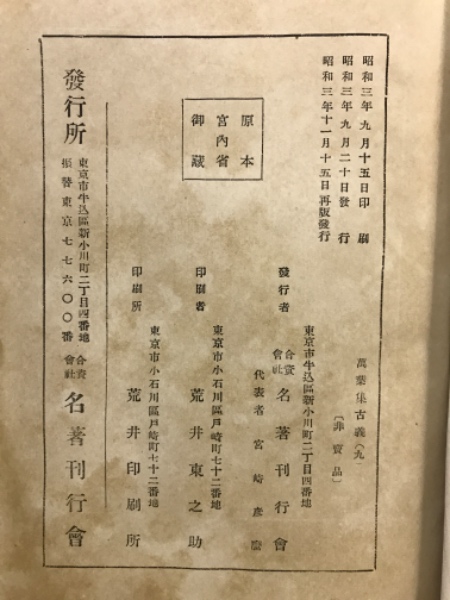 昭和三年九月十五日印刷
昭和三年九月二十日發行
昭和三年十一月十五日再版發行
萬葉集古義(九)
〔非賣品〕
原本
宮內省
御藏
東京市牛込區新小川町二丁目四番地
發行者 合資會社 名著刊行會
代表者 宮崎彦
東京市小石川區戸崎町七十二番地
印刷者 荒井東之助
東京市小石川區戸崎町七十二番地
印刷所 荒井印刷所
發行所
東京市牛込區新小川町二丁目四番地
振替東京七七六〇〇番
合資會社 名著刊行會